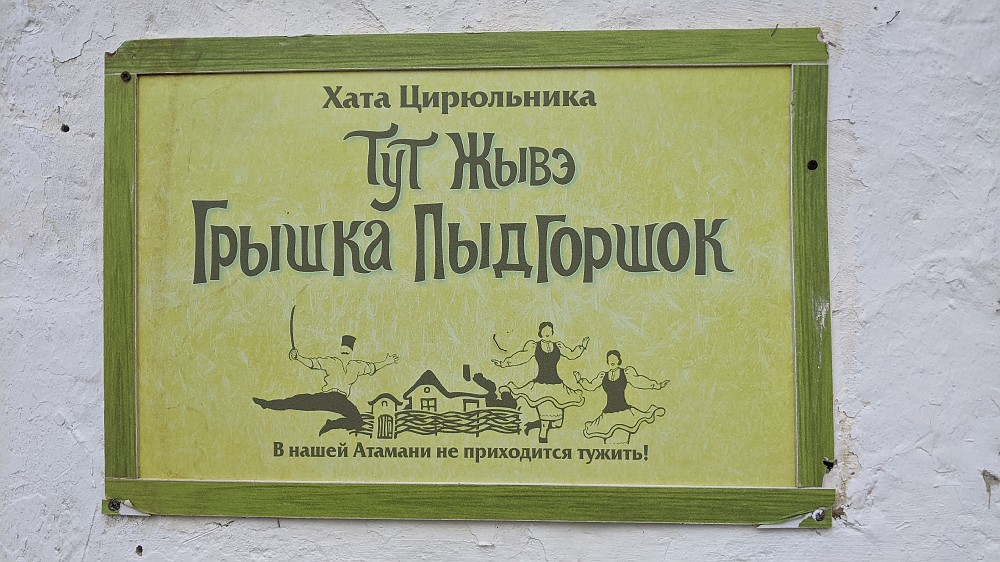 Хата Цирюльника
Тут Жывэ
Грышка Пыдгоршок
В нашей Атамани не приходится тужить!